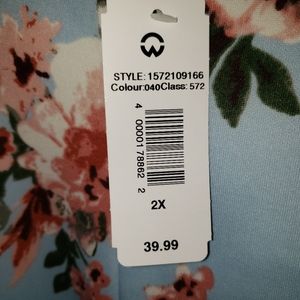 STYLE: 1572109166
Colour:040Class: 572
4 00001 78862 2
2X
39.99